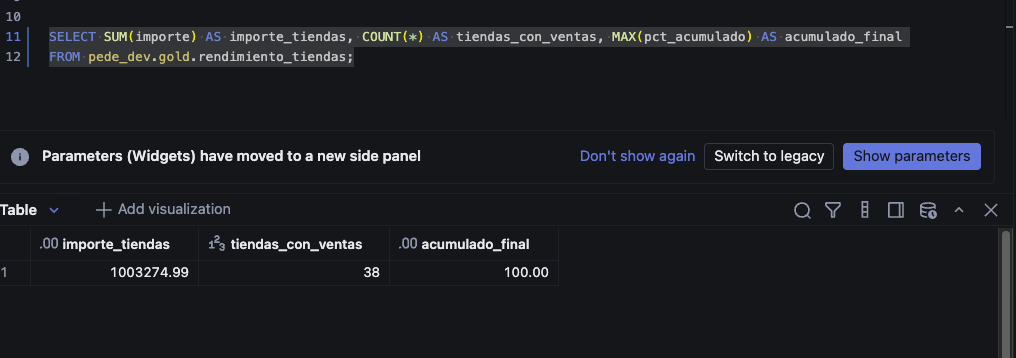 10
11 SELECT SUM(importe) AS importe_tiendas, COUNT(*) AS tiendas_con_ventas, MAX(pct_acumulado) AS acumulado_final
12 FROM pede_dev.gold.rendimiento_tiendas;
Parameters (Widgets) have moved to a new side panel Don't show again Switch to legacy Show parameters
Table Add visualization
.00 importe_tiendas 123 tiendas_con_ventas .00 acumulado_final
1 1003274.99 38 100.00